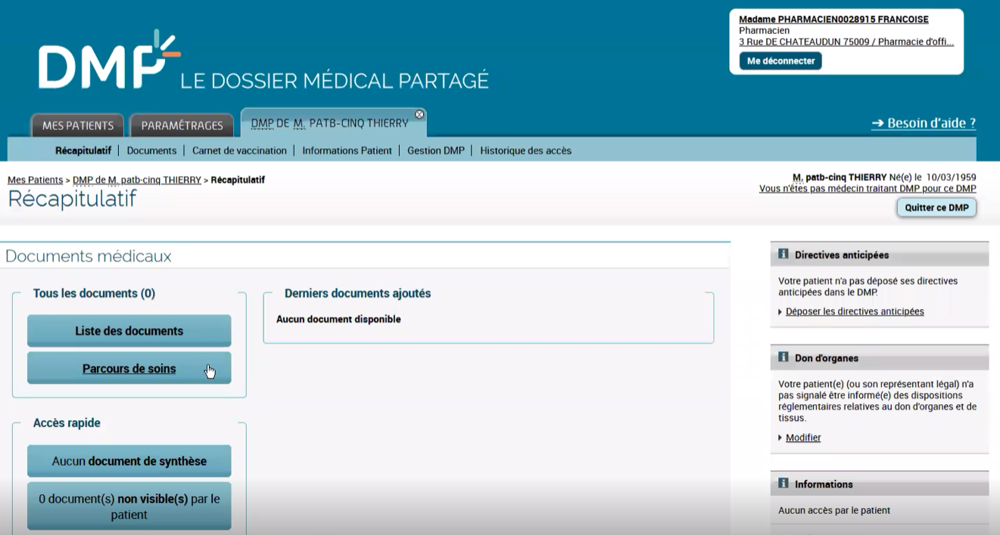 Madame PHARMACIEN0028915 FRANCOISE
Pharmacien
3 Rue DE CHATEAUDUN 75009 / Pharmacie d'offi...
Me déconnecter
DMP
LE DOSSIER MÉDICAL PARTAGÉ
MES PATIENTS
PARAMÉTRAGES
DMP DE M. PATB-CINQ THIERRY
→ Besoin d'aide ?
Récapitulatif | Documents | Carnet de vaccination | Informations Patient | Gestion DMP | Historique des accès
Mes Patients > DMP de M. patb-cinq THIERRY > Récapitulatif
Récapitulatif
M. patb-cinq THIERRY Né(e) le 10/03/1959
Vous n'êtes pas médecin traitant DMP pour ce DMP
Quitter ce DMP
Documents médicaux
Tous les documents (0)
Liste des documents
Parcours de soins
Derniers documents ajoutés
Aucun document disponible
Accès rapide
Aucun document de synthèse
0 document(s) non visible(s) par le
patient
Directives anticipées
Votre patient n'a pas déposé ses directives
anticipées dans le DMP.
Déposer les directives anticipées
Don d'organes
Votre patient(e) (ou son représentant légal) n'a
pas signalé être informé(e) des dispositions
réglementaires relatives au don d'organes et de
tissus.
Modifier
Informations
Aucun accès par le patient